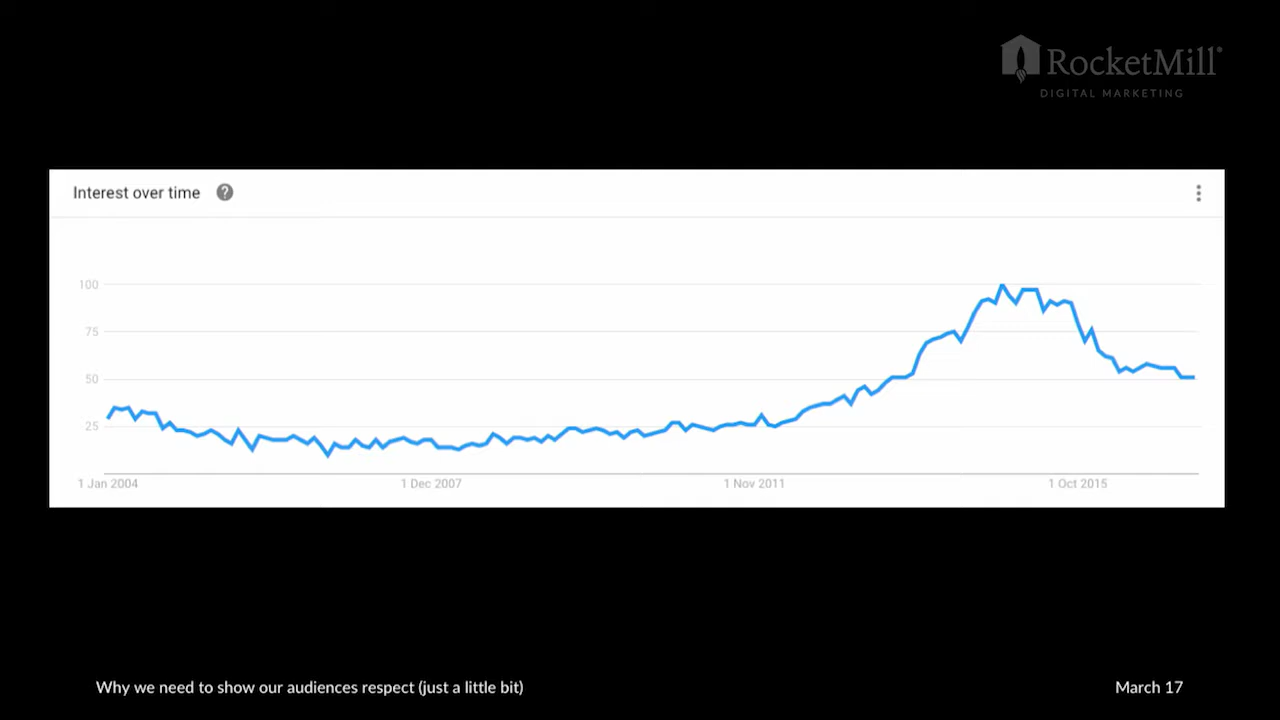 RocketMill®
DIGITAL MARKETING
Interest over time ?
100
75
50
25
1 Jan 2004 1 Dec 2007 1 Nov 2011 1 Oct 2015
Why we need to show our audiences respect (just a little bit) March 17